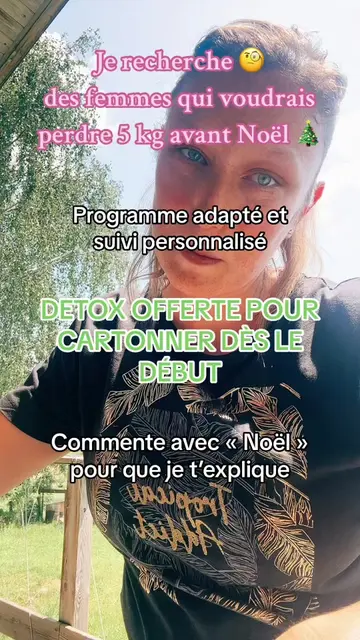 Je recherche 🧐
des femmes qui voudrais
perdre 5 kg avant Noël 🎄
Programme adapté et
suivi personnalisé
DETOX OFFERTE POUR
CARTONNER DÈS LE
DÉBUT
Commente avec « Noël »
pour que je t'explique
Tropical
Addict